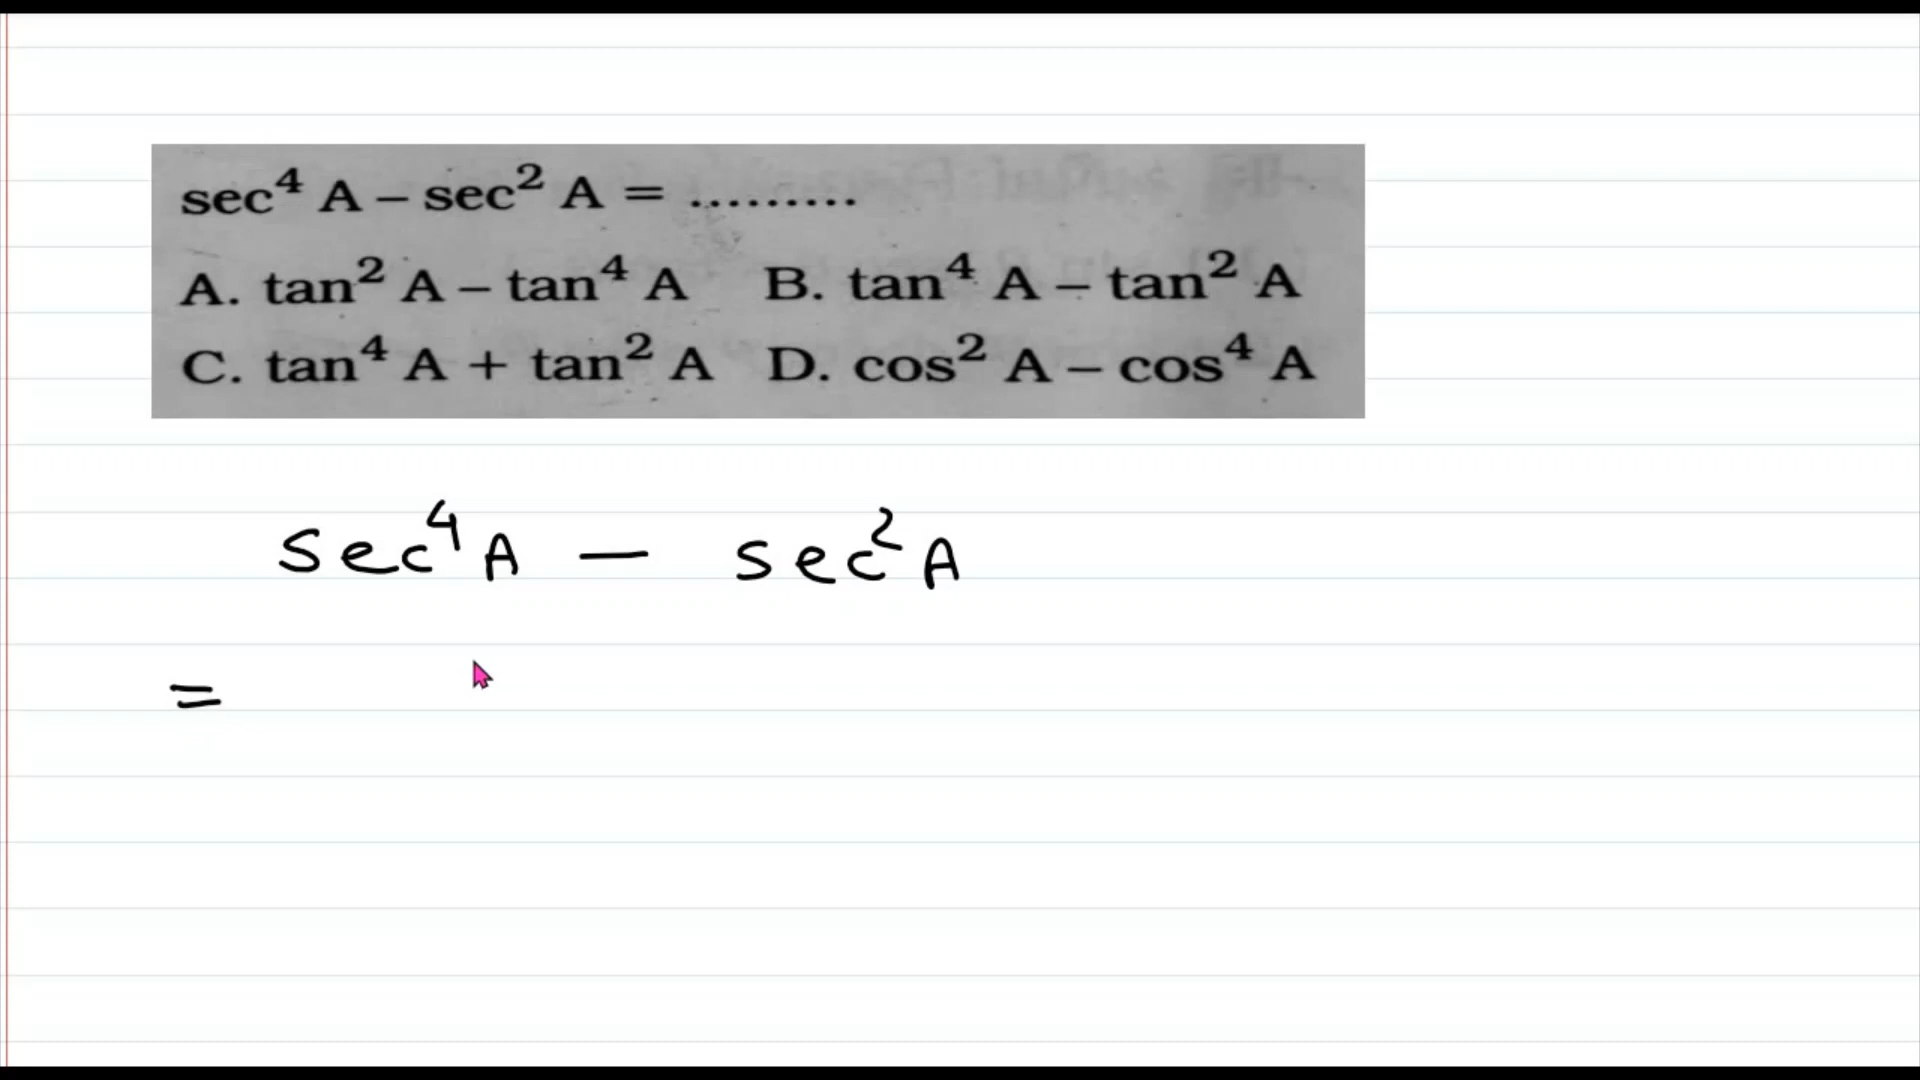 sec⁴ A – sec² A = .........
A. tan² A – tan⁴ A B. tan⁴ A – tan² A
C. tan⁴ A + tan² A D. cos² A – cos⁴ A
sec⁴A — sec²A
=